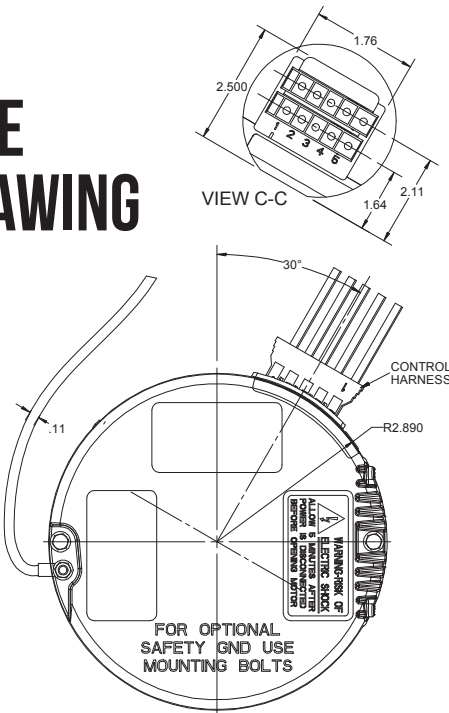 1.76
2.500
E
AWING
1 2 3 4 5
2.11
1.64
VIEW C-C
30°
CONTROL
HARNESS
1
.11
R2.890
WARNING-RISK OF
ELECTRIC SHOCK
ALLOW 5 MINUTES AFTER
POWER IS DISCONNECTED
BEFORE OPENING MOTOR
FOR OPTIONAL
SAFETY GND USE
MOUNTING BOLTS